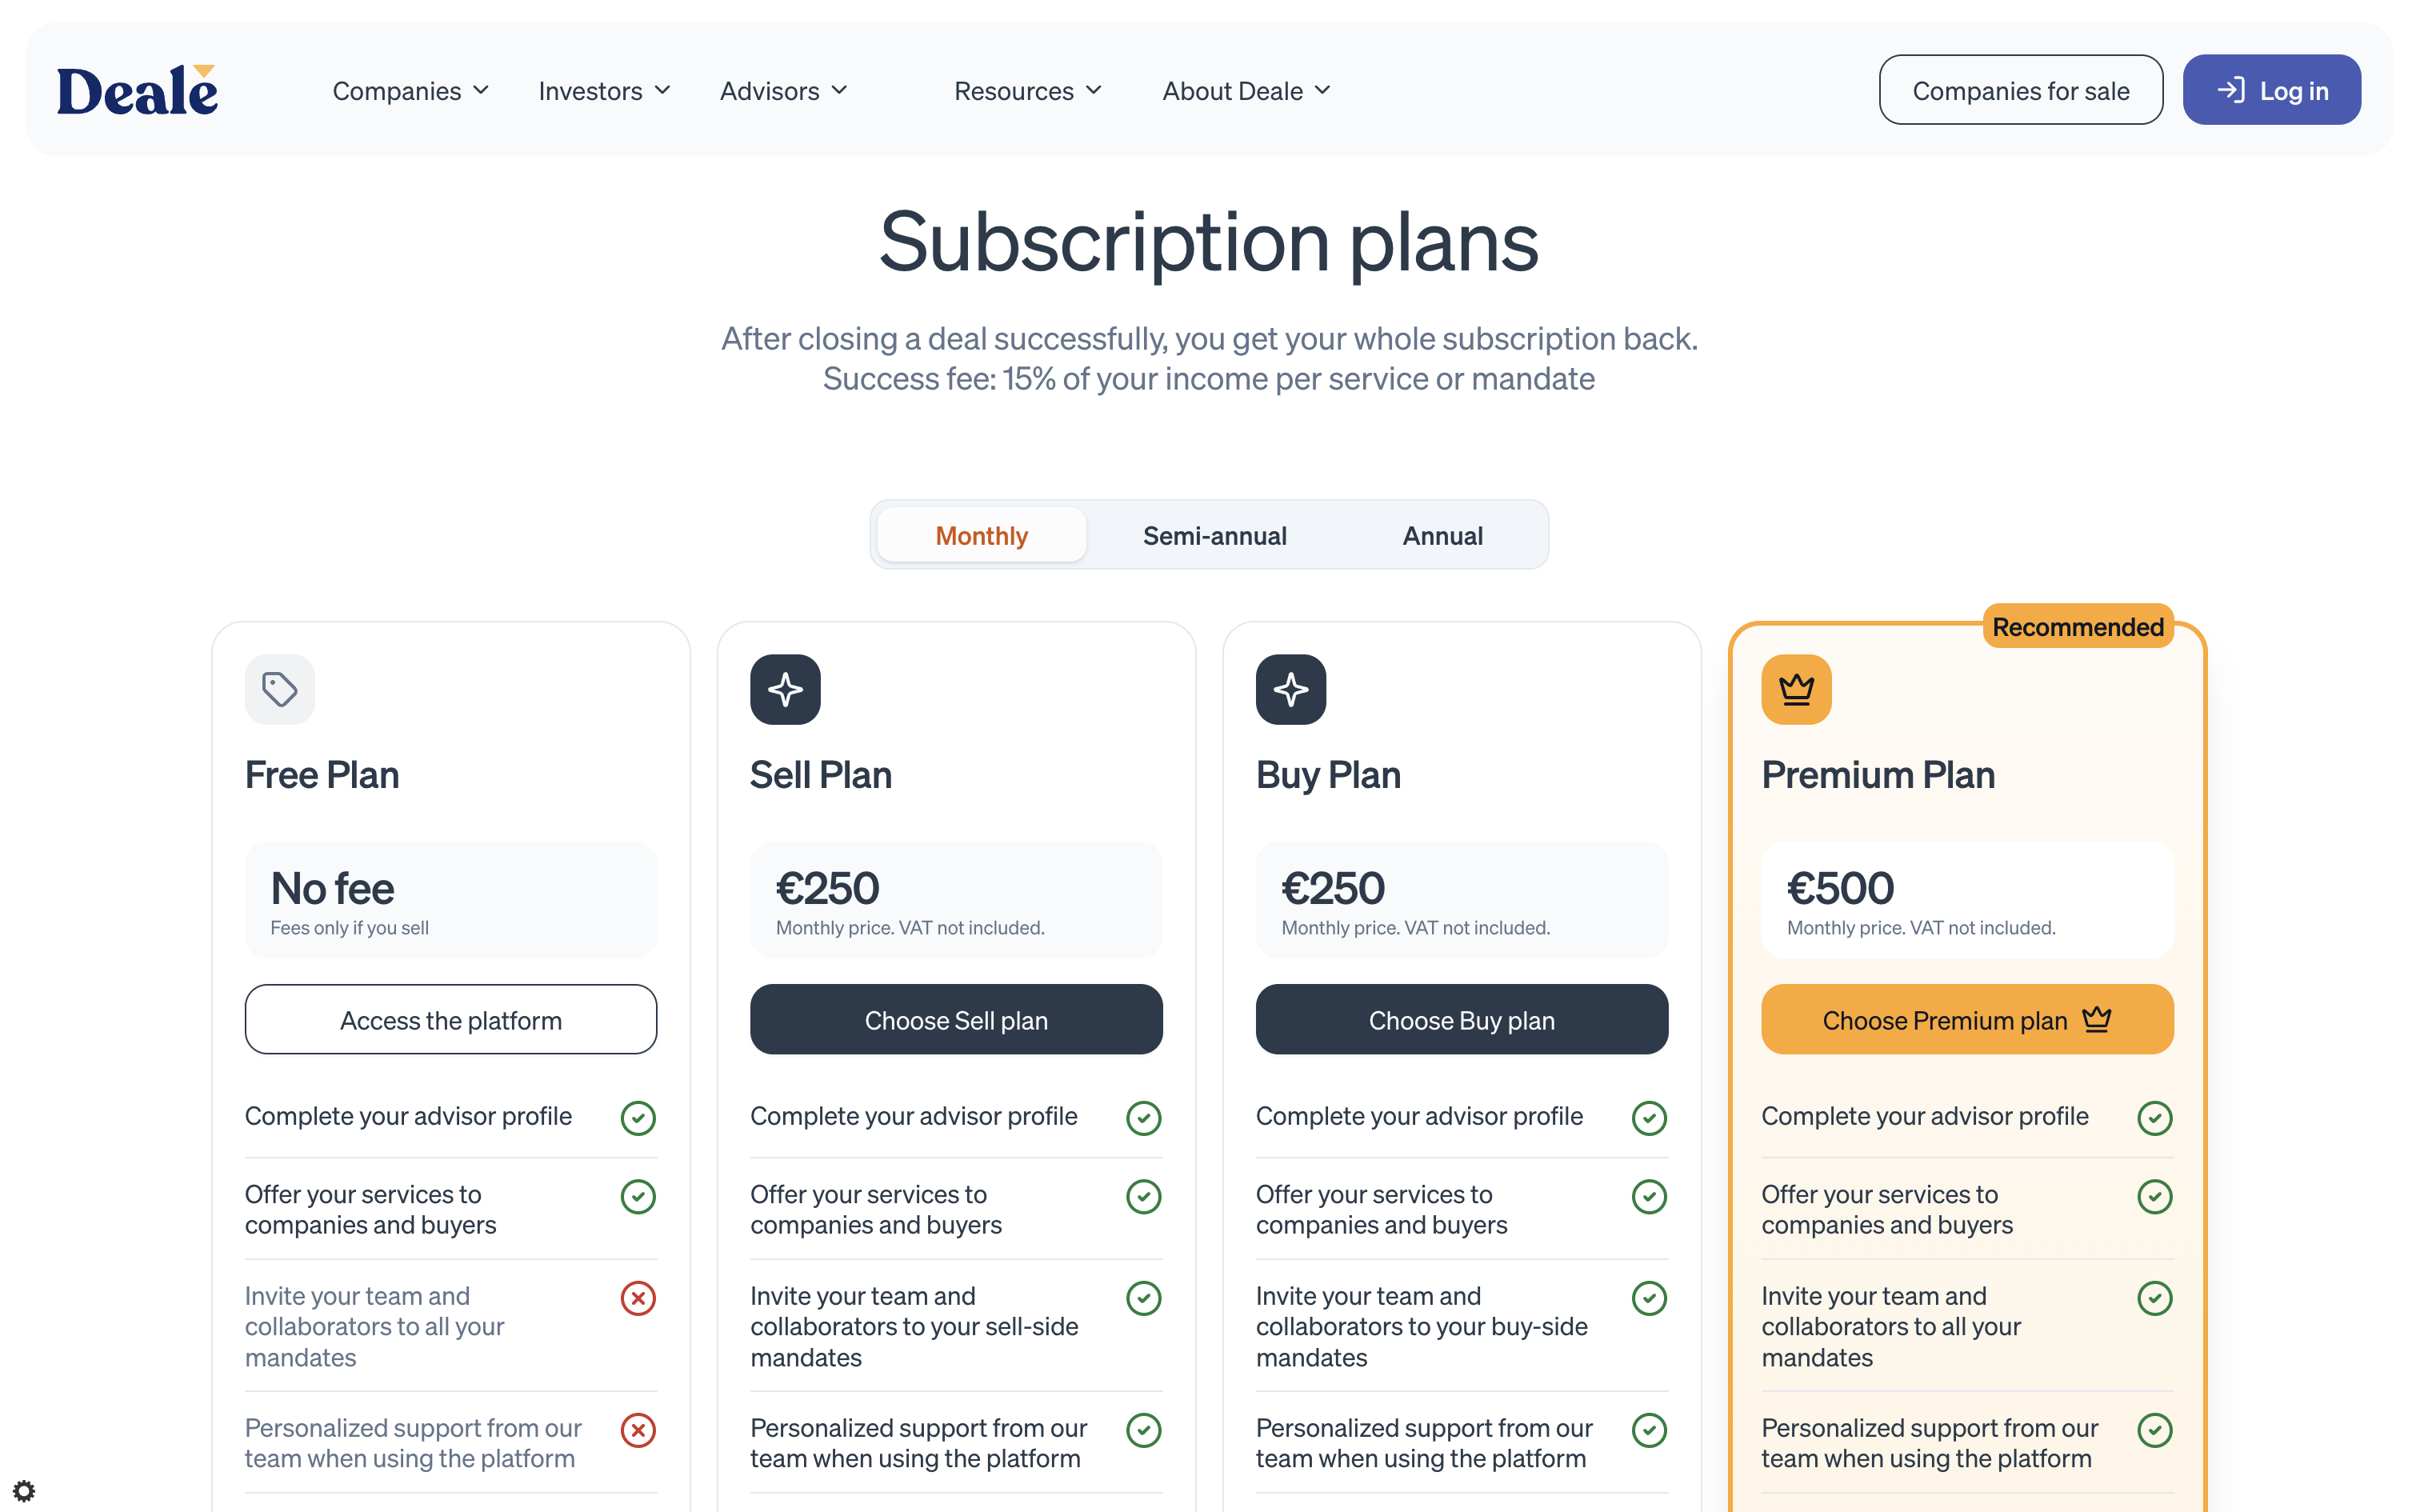 Deale
Companies
Investors
Advisors
Resources
About Deale
Companies for sale
Log in
Subscription plans
After closing a deal successfully, you get your whole subscription back.
Success fee: 15% of your income per service or mandate
Monthly
Semi-annual
Annual
Free Plan
No fee
Fees only if you sell
Access the platform
Complete your advisor profile
Offer your services to
companies and buyers
Invite your team and
collaborators to all your
mandates
Personalized support from our
team when using the platform
Sell Plan
€250
Monthly price. VAT not included.
Choose Sell plan
Complete your advisor profile
Offer your services to
companies and buyers
Invite your team and
collaborators to your sell-side
mandates
Personalized support from our
team when using the platform
Buy Plan
€250
Monthly price. VAT not included.
Choose Buy plan
Complete your advisor profile
Offer your services to
companies and buyers
Invite your team and
collaborators to your buy-side
mandates
Personalized support from our
team when using the platform
Recommended
Premium Plan
€500
Monthly price. VAT not included.
Choose Premium plan
Complete your advisor profile
Offer your services to
companies and buyers
Invite your team and
collaborators to all your
mandates
Personalized support from our
team when using the platform